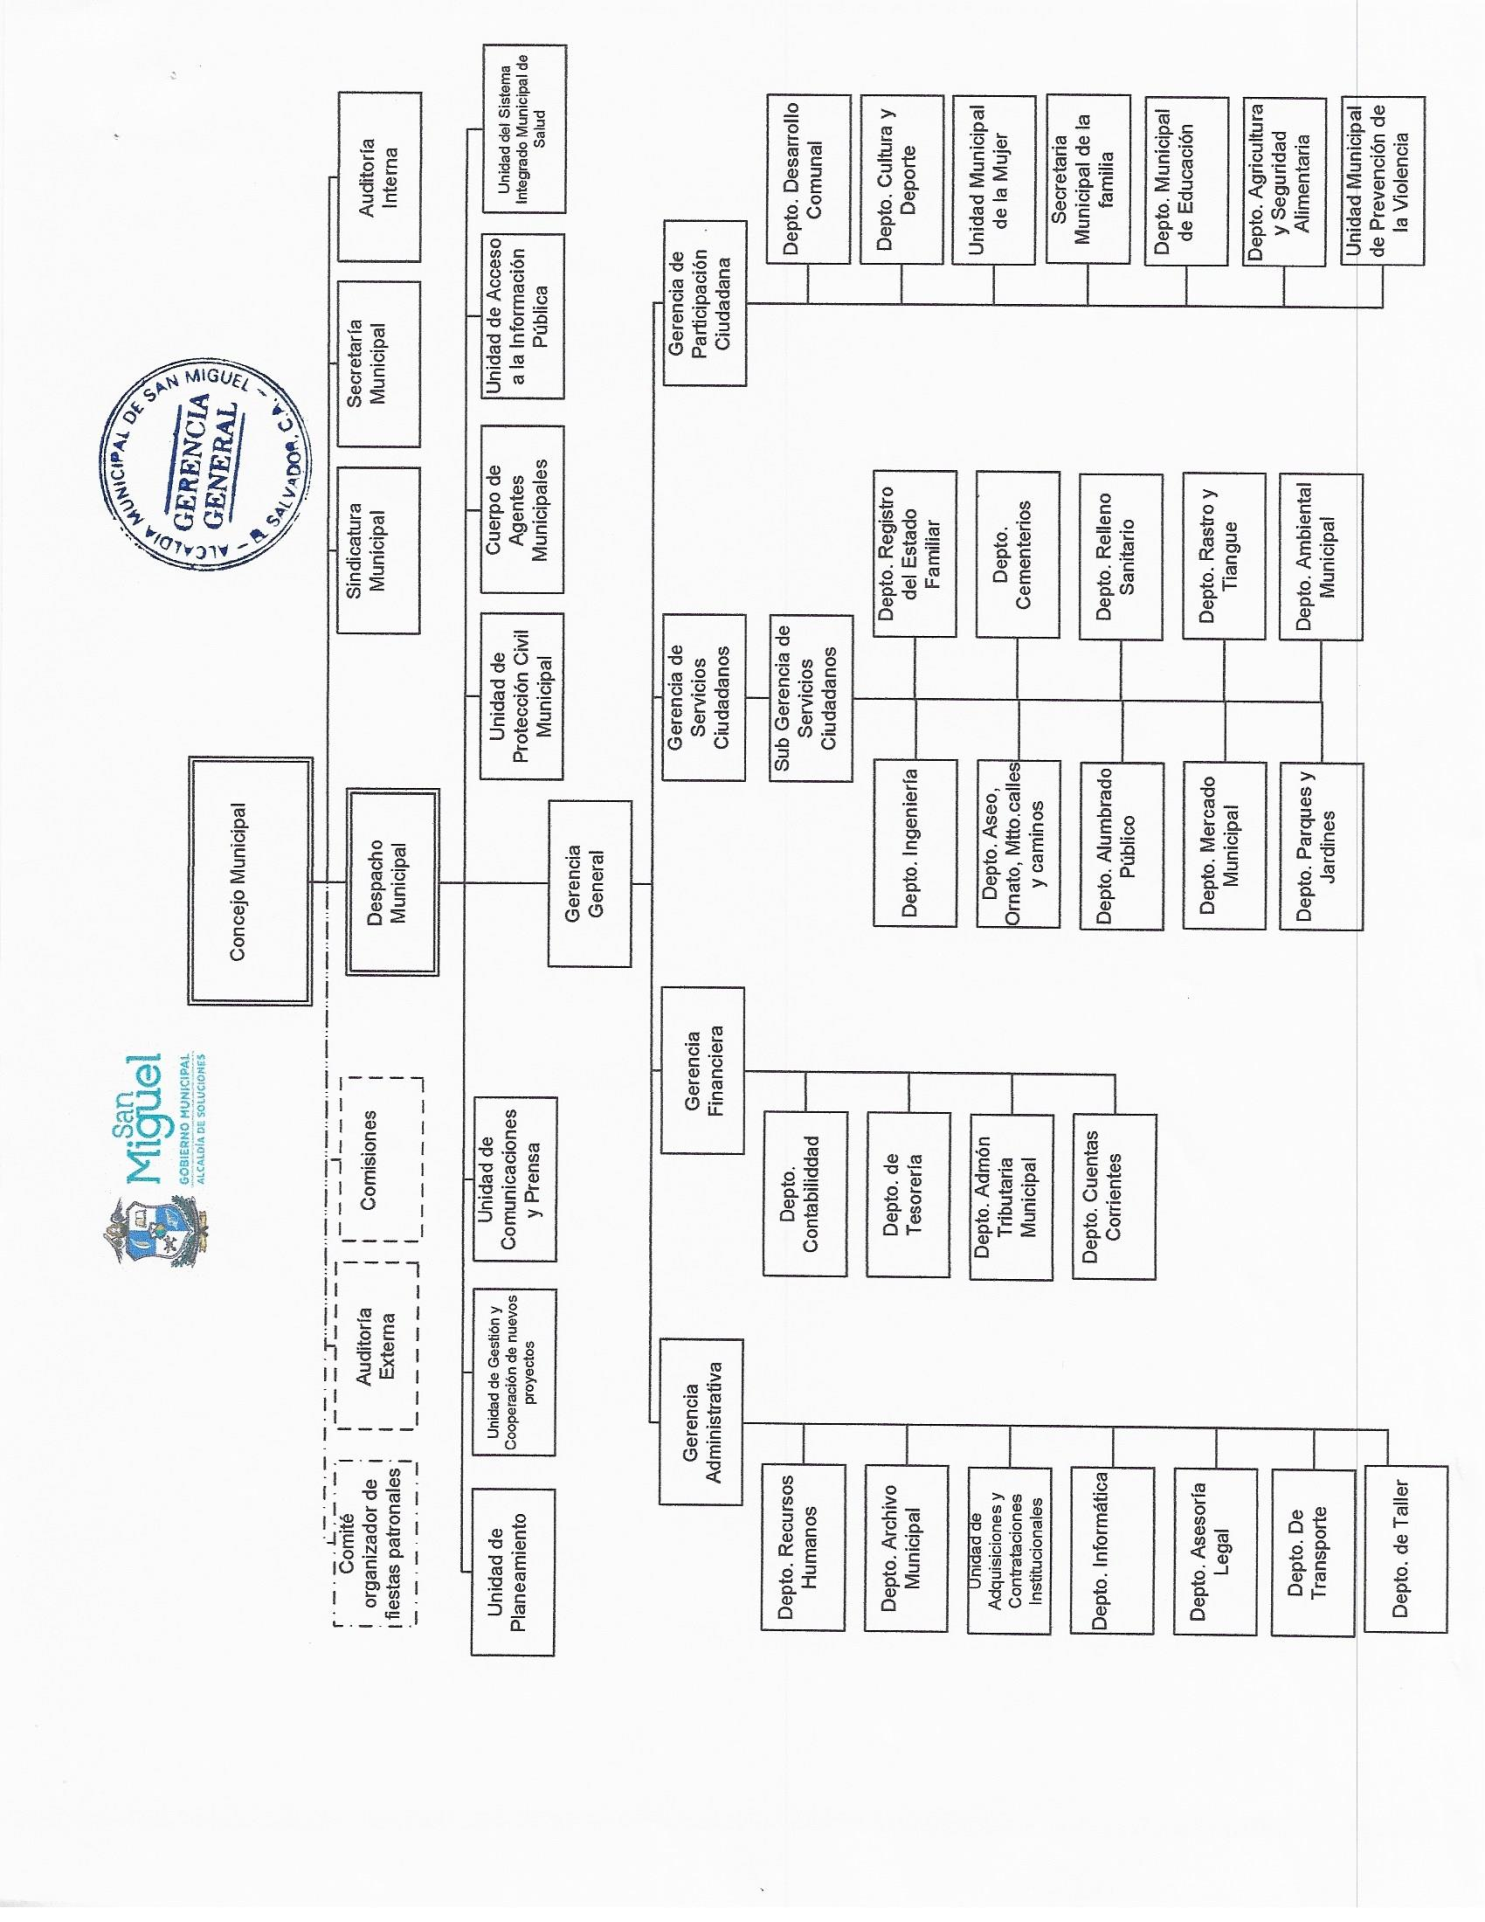 San
Miguel
GOBIERNO MUNICIPAL
ALCALDÍA DE SOLUCIONES
ALCALDIA MUNICIPAL DE SAN MIGUEL -
GERENCIA
GENERAL
EL SALVADOR, C.A. -
Concejo Municipal
Comité
organizador de
fiestas patronales
Auditoría
Externa
Comisiones
Despacho
Municipal
Sindicatura
Municipal
Secretaría
Municipal
Auditoría
Interna
Unidad de
Planeamiento
Unidad de Gestión y
Cooperación de nuevos
proyectos
Unidad de
Comunicaciones
y Prensa
Unidad de
Protección Civil
Municipal
Cuerpo de
Agentes
Municipales
Unidad de Acceso
a la Información
Pública
Unidad del Sistema
Integrado Municipal de
Salud
Gerencia
General
Gerencia
Administrativa
Gerencia
Financiera
Gerencia de
Servicios
Ciudadanos
Gerencia de
Participación
Ciudadana
Depto. Recursos
Humanos
Depto. Archivo
Municipal
Unidad de
Adquisiciones y
Contrataciones
Institucionales
Depto. Informática
Depto. Asesoría
Legal
Depto. De
Transporte
Depto. de Taller
Depto.
Contabiliddad
Depto. de
Tesorería
Depto. Admón
Tributaria
Municipal
Depto. Cuentas
Corrientes
Sub Gerencia de
Servicios
Ciudadanos
Depto. Ingeniería
Depto. Registro
del Estado
Familiar
Depto. Aseo,
Ornato, Mtto.calles
y caminos
Depto.
Cementerios
Depto. Alumbrado
Público
Depto. Relleno
Sanitario
Depto. Mercado
Municipal
Depto. Rastro y
Tiangue
Depto. Parques y
Jardines
Depto. Ambiental
Municipal
Depto. Desarrollo
Comunal
Depto. Cultura y
Deporte
Unidad Municipal
de la Mujer
Secretaria
Municipal de la
familia
Depto. Municipal
de Educación
Depto. Agricultura
y Seguridad
Alimentaria
Unidad Municipal
de Prevención de
la Violencia